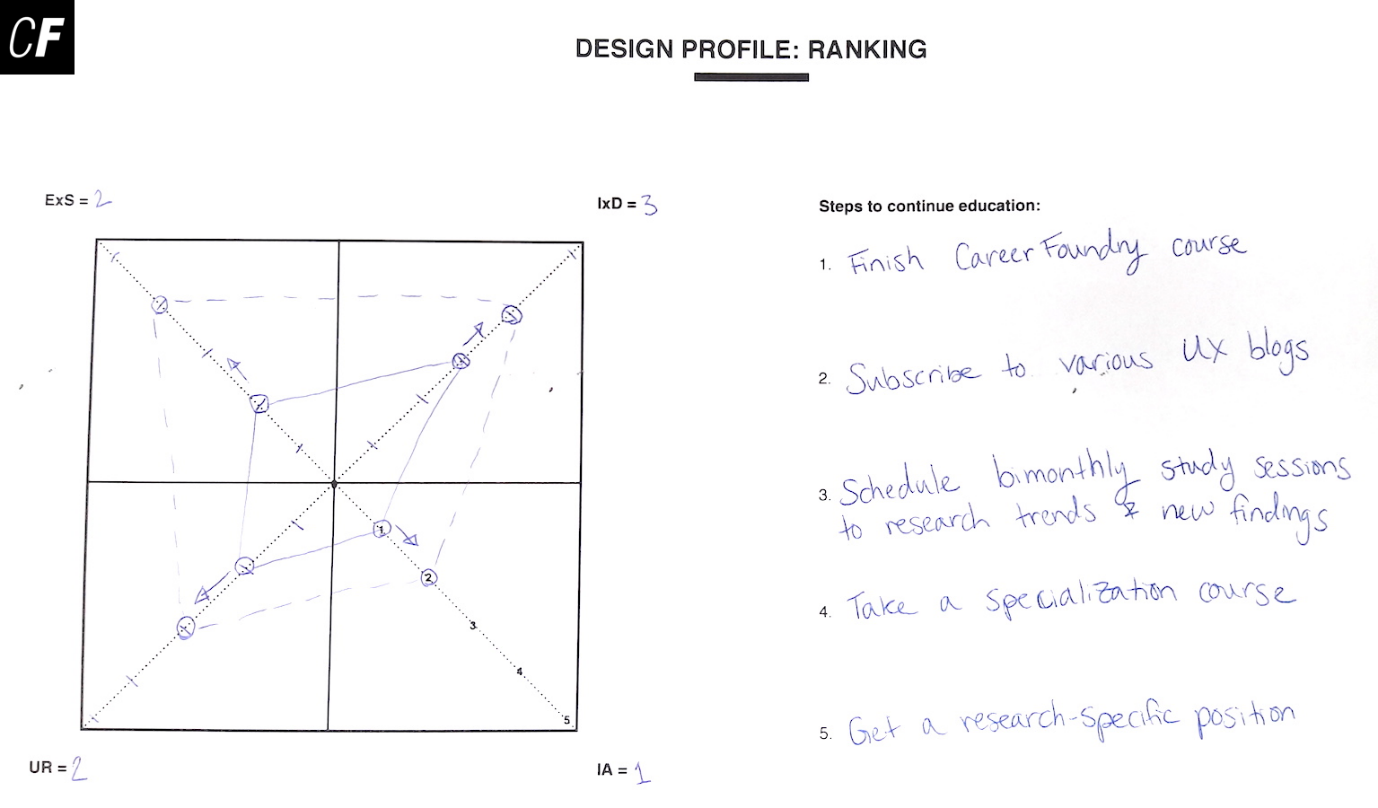 CF
DESIGN PROFILE: RANKING
ExS = 2
IxD = 3
1
2
3
4
5
UR = 2
IA = 1
Steps to continue education:
1. Finish CareerFoundry course
2. Subscribe to various UX blogs
3. Schedule bimonthly study sessions
to research trends & new findings
4. Take a specialization course
5. Get a research-specific position